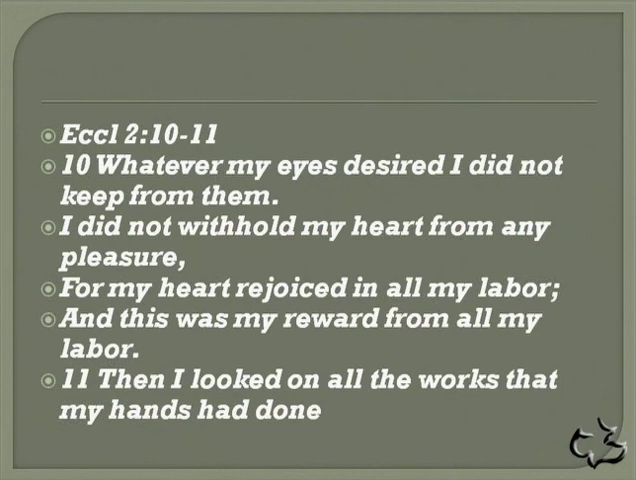 Eccl 2:10-11
10 Whatever my eyes desired I did not
keep from them.
I did not withhold my heart from any
pleasure,
For my heart rejoiced in all my labor;
And this was my reward from all my
labor.
11 Then I looked on all the works that
my hands had done